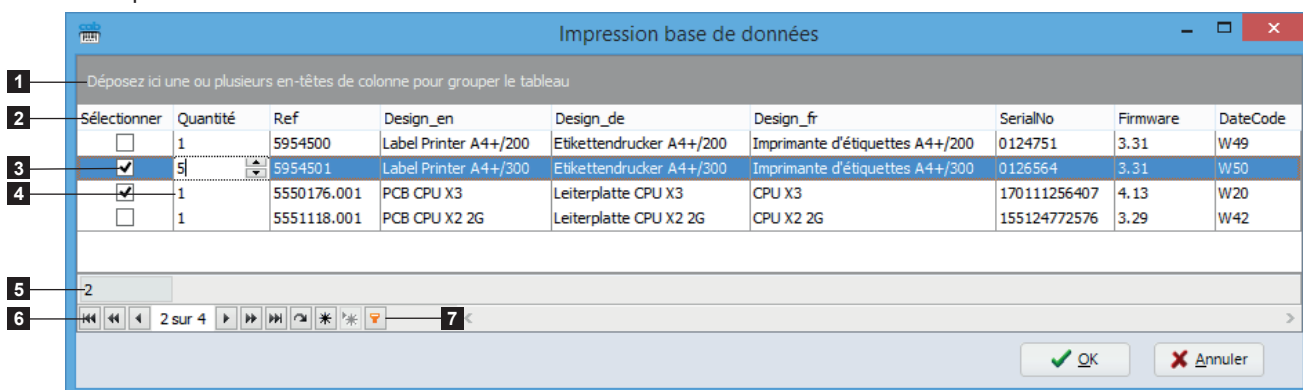 cab
Impression base de données
1
Déposez ici une ou plusieurs en-têtes de colonne pour grouper le tableau
2
Sélectionner Quantité Ref Design_en Design_de Design_fr SerialNo Firmware DateCode
1 5954500 Label Printer A4+/200 Etikettendrucker A4+/200 Imprimante d'étiquettes A4+/200 0124751 3.31 W49
3
5 5954501 Label Printer A4+/300 Etikettendrucker A4+/300 Imprimante d'étiquettes A4+/300 0126564 3.31 W50
4
1 5550176.001 PCB CPU X3 Leiterplatte CPU X3 CPU X3 170111256407 4.13 W20
1 5551118.001 PCB CPU X2 2G Leiterplatte CPU X2 2G CPU X2 2G 155124772576 3.29 W42
5
2
6
2 sur 4
7
OK Annuler